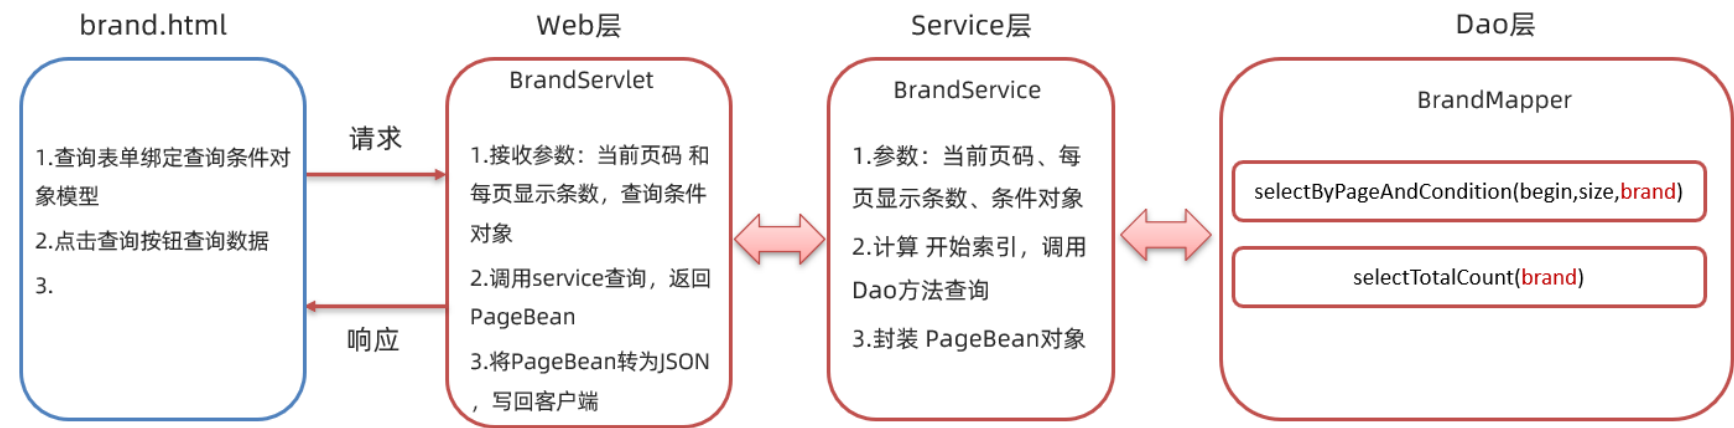 brand.html
1.查询表单绑定查询条件对
象模型
2.点击查询按钮查询数据
3.
请求
响应
Web层
BrandServlet
1.接收参数：当前页码 和
每页显示条数，查询条件
对象
2.调用service查询，返回
PageBean
3.将PageBean转为JSON
，写回客户端
Service层
BrandService
1.参数：当前页码、每
页显示条数、条件对象
2.计算 开始索引，调用
Dao方法查询
3.封装 PageBean对象
Dao层
BrandMapper
selectByPageAndCondition(begin,size,brand)
selectTotalCount(brand)